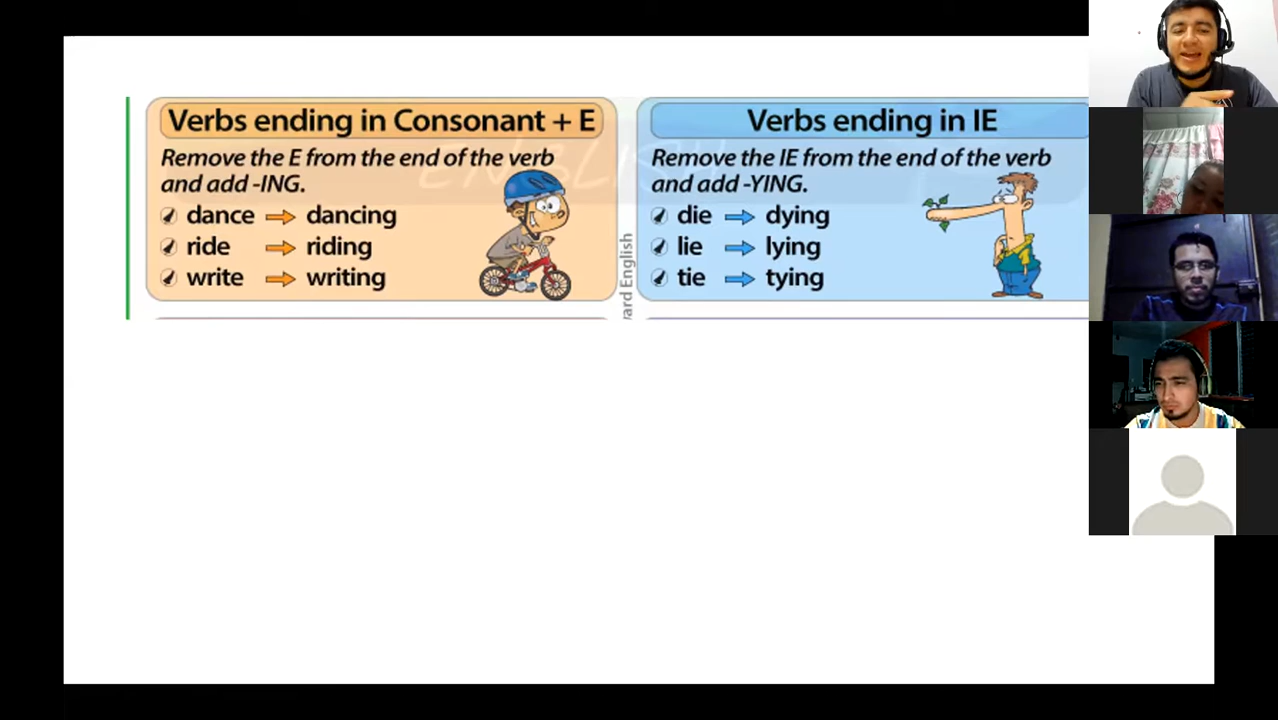 Verbs ending in Consonant + E
Remove the E from the end of the verb
and add -ING.
dance → dancing
ride → riding
write → writing
Verbs ending in IE
Remove the IE from the end of the verb
and add -YING.
die → dying
lie → lying
tie → tying
English
ENGLISH